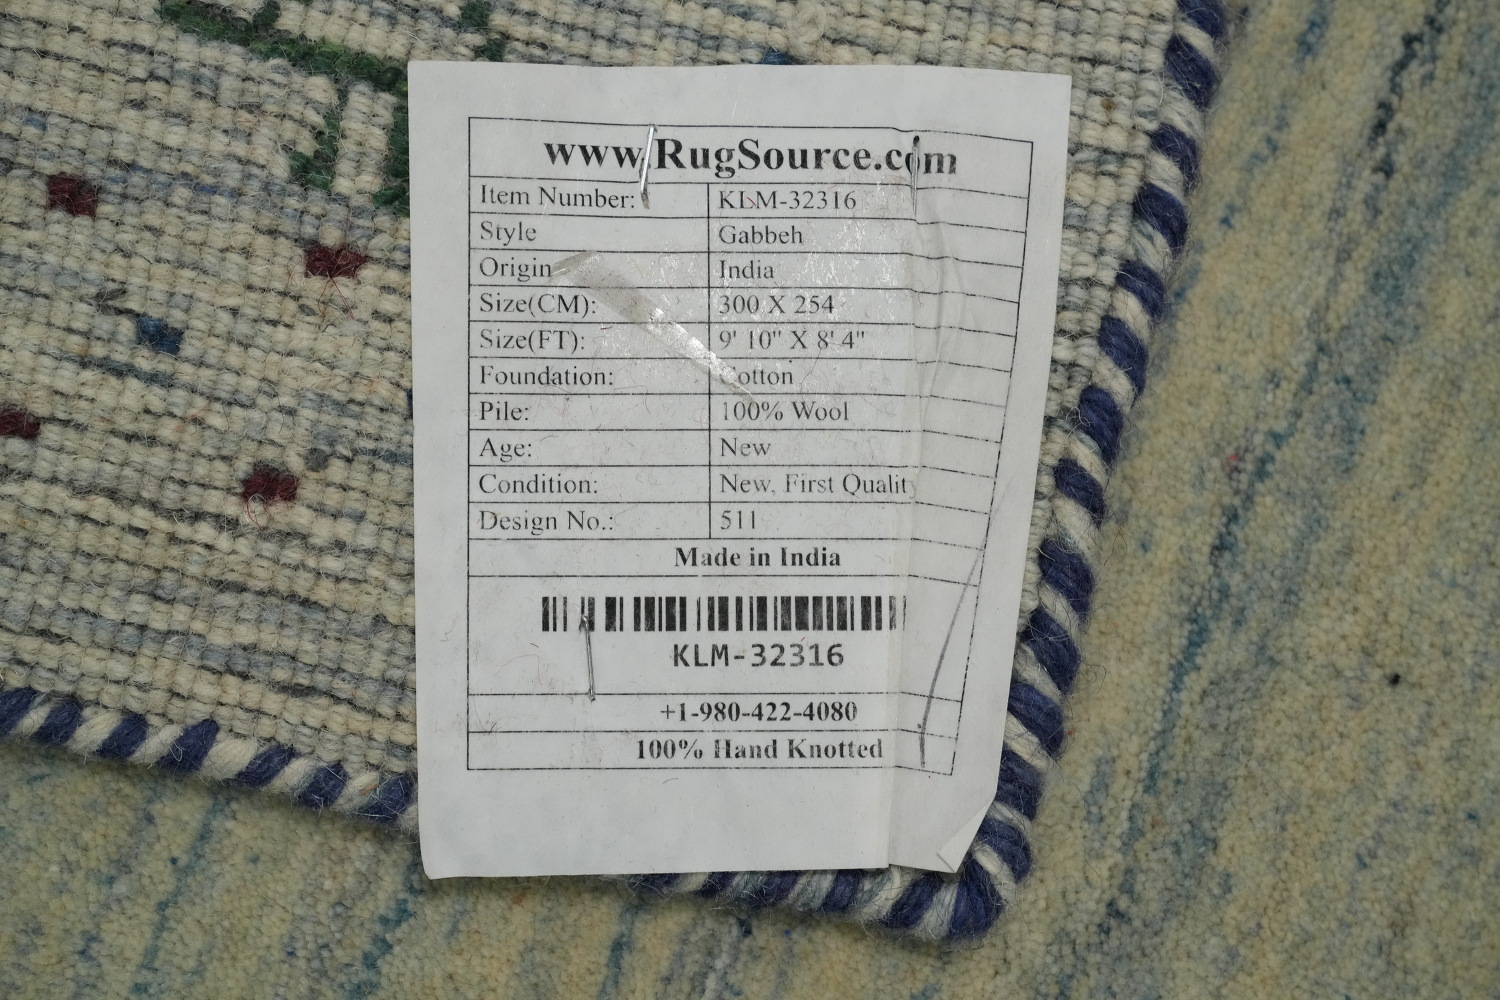 www.RugSource.com
Item Number: KLM-32316
Style Gabbeh
Origin India
Size(CM): 300 X 254
Size(FT): 9' 10" X 8' 4"
Foundation: Cotton
Pile: 100% Wool
Age: New
Condition: New, First Quality
Design No.: 511
Made in India
KLM-32316
+1-980-422-4080
100% Hand Knotted